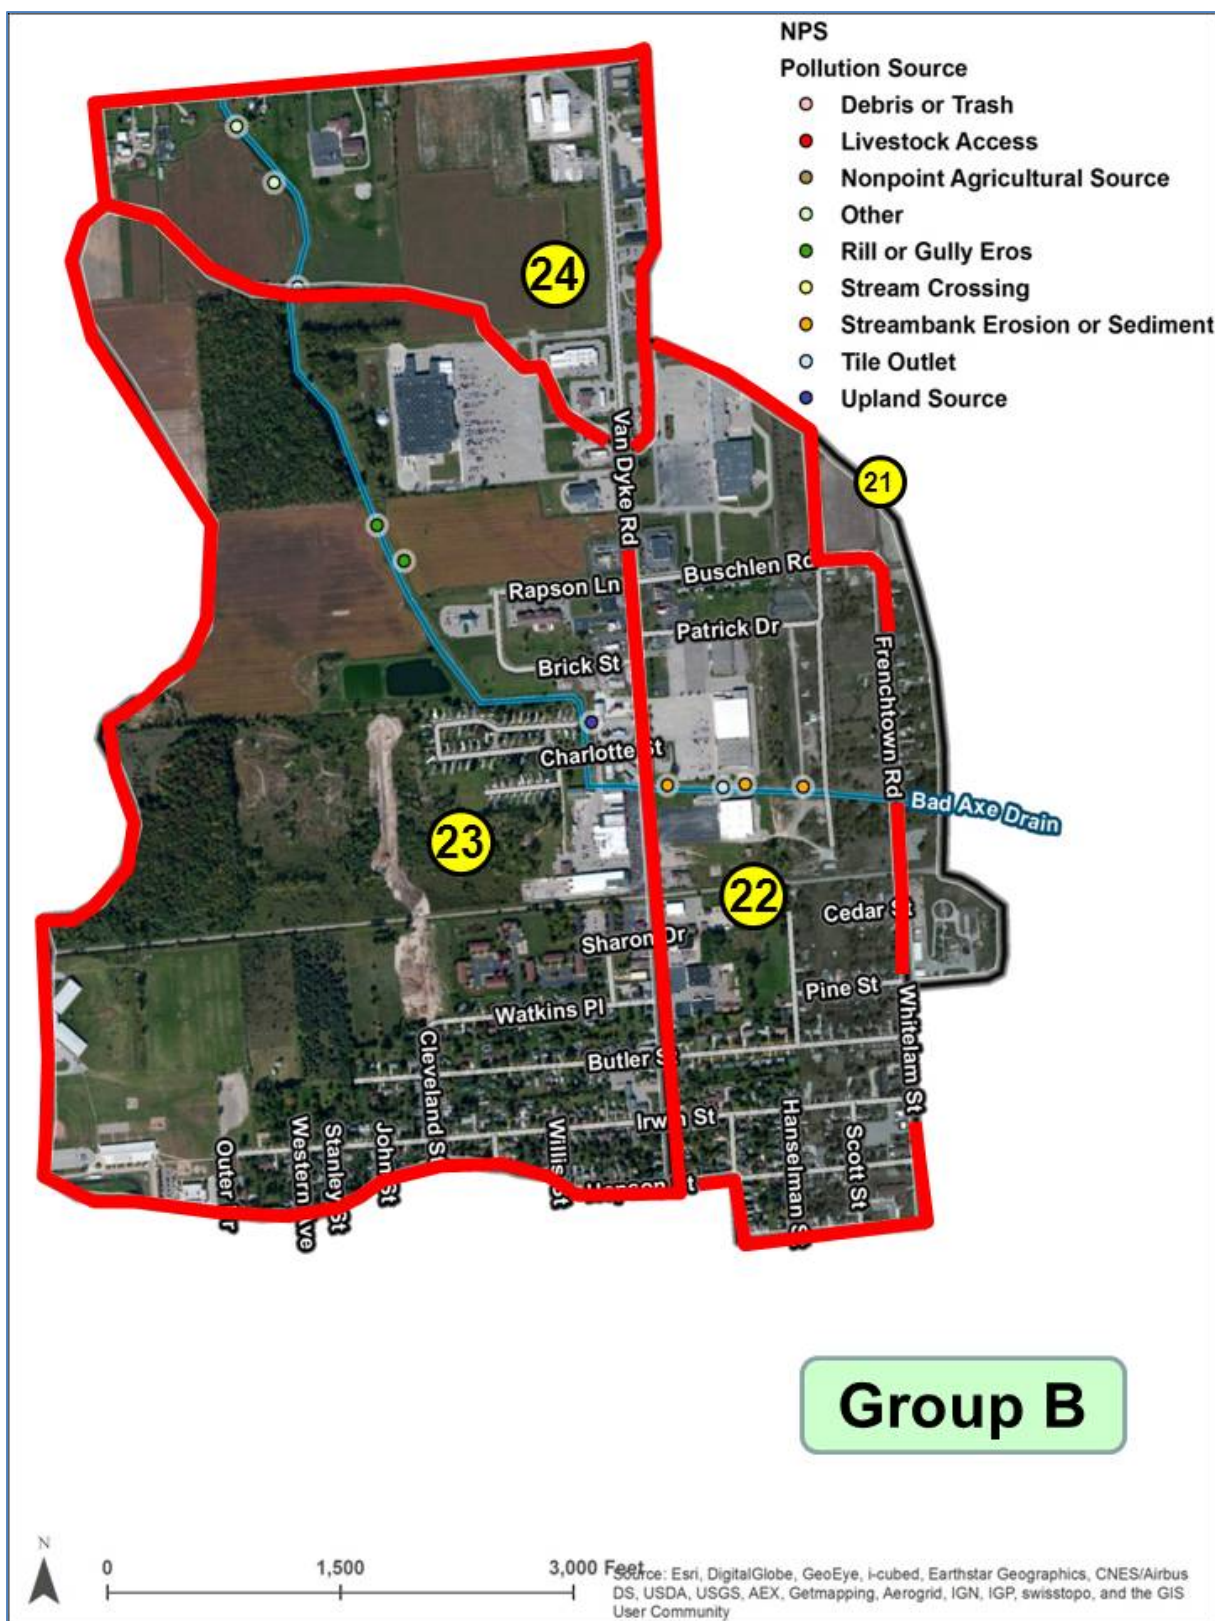 NPS
Pollution Source
Debris or Trash
Livestock Access
Nonpoint Agricultural Source
Other
Rill or Gully Eros
Stream Crossing
Streambank Erosion or Sediment
Tile Outlet
Upland Source
24
21
Van Dyke Rd
Buschlen Rd
Rapson Ln
Patrick Dr
Brick St
Frenchtown Rd
Charlotte St
Bad Axe Drain
23
22
Cedar St
Sharon Dr
Pine St
Watkins Pl
Whitelam St
Butler St
Cleveland St
Irwin St
Hanselman St
Scott St
Outer Dr
Western Ave
Stanley St
John St
Willis St
Group B
N
0 1,500 3,000 Feet
Source: Esri, DigitalGlobe, GeoEye, i-cubed, Earthstar Geographics, CNES/Airbus
DS, USDA, USGS, AEX, Getmapping, Aerogrid, IGN, IGP, swisstopo, and the GIS
User Community